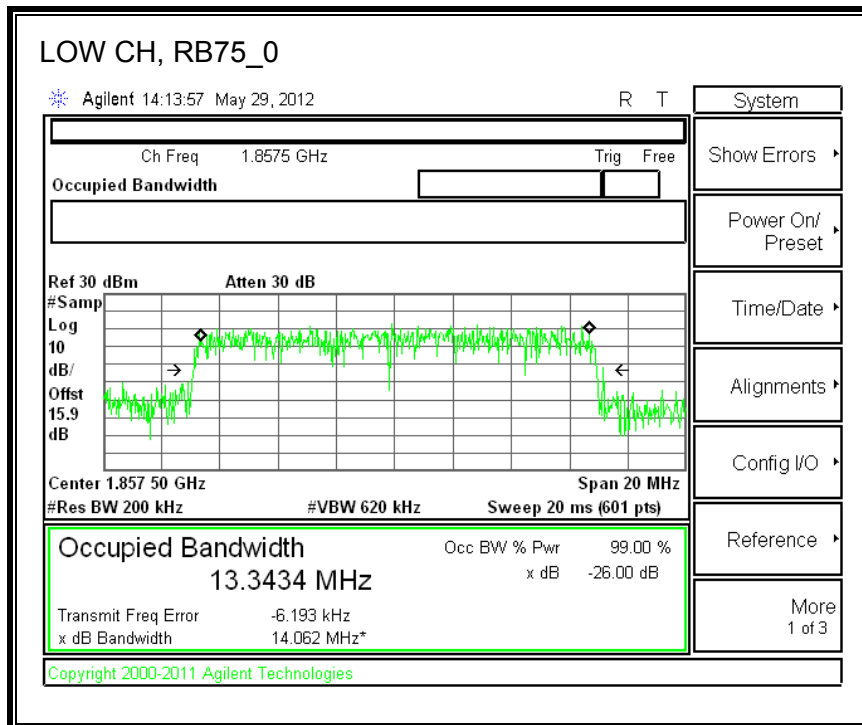 LOW CH, RB75_0
Agilent 14:13:57 May 29, 2012 R T
System
Ch Freq 1.8575 GHz Trig Free
Show Errors
Occupied Bandwidth
Power On/
Preset
Ref 30 dBm Atten 30 dB
#Samp
Log
10
dB/
Offst
15.9
dB
Time/Date
Alignments
Config I/O
Center 1.857 50 GHz Span 20 MHz
#Res BW 200 kHz #VBW 620 kHz Sweep 20 ms (601 pts)
Occupied Bandwidth Occ BW % Pwr 99.00 %
13.3434 MHz x dB -26.00 dB
Reference
Transmit Freq Error -6.193 kHz
x dB Bandwidth 14.062 MHz*
More
1 of 3
Copyright 2000-2011 Agilent Technologies